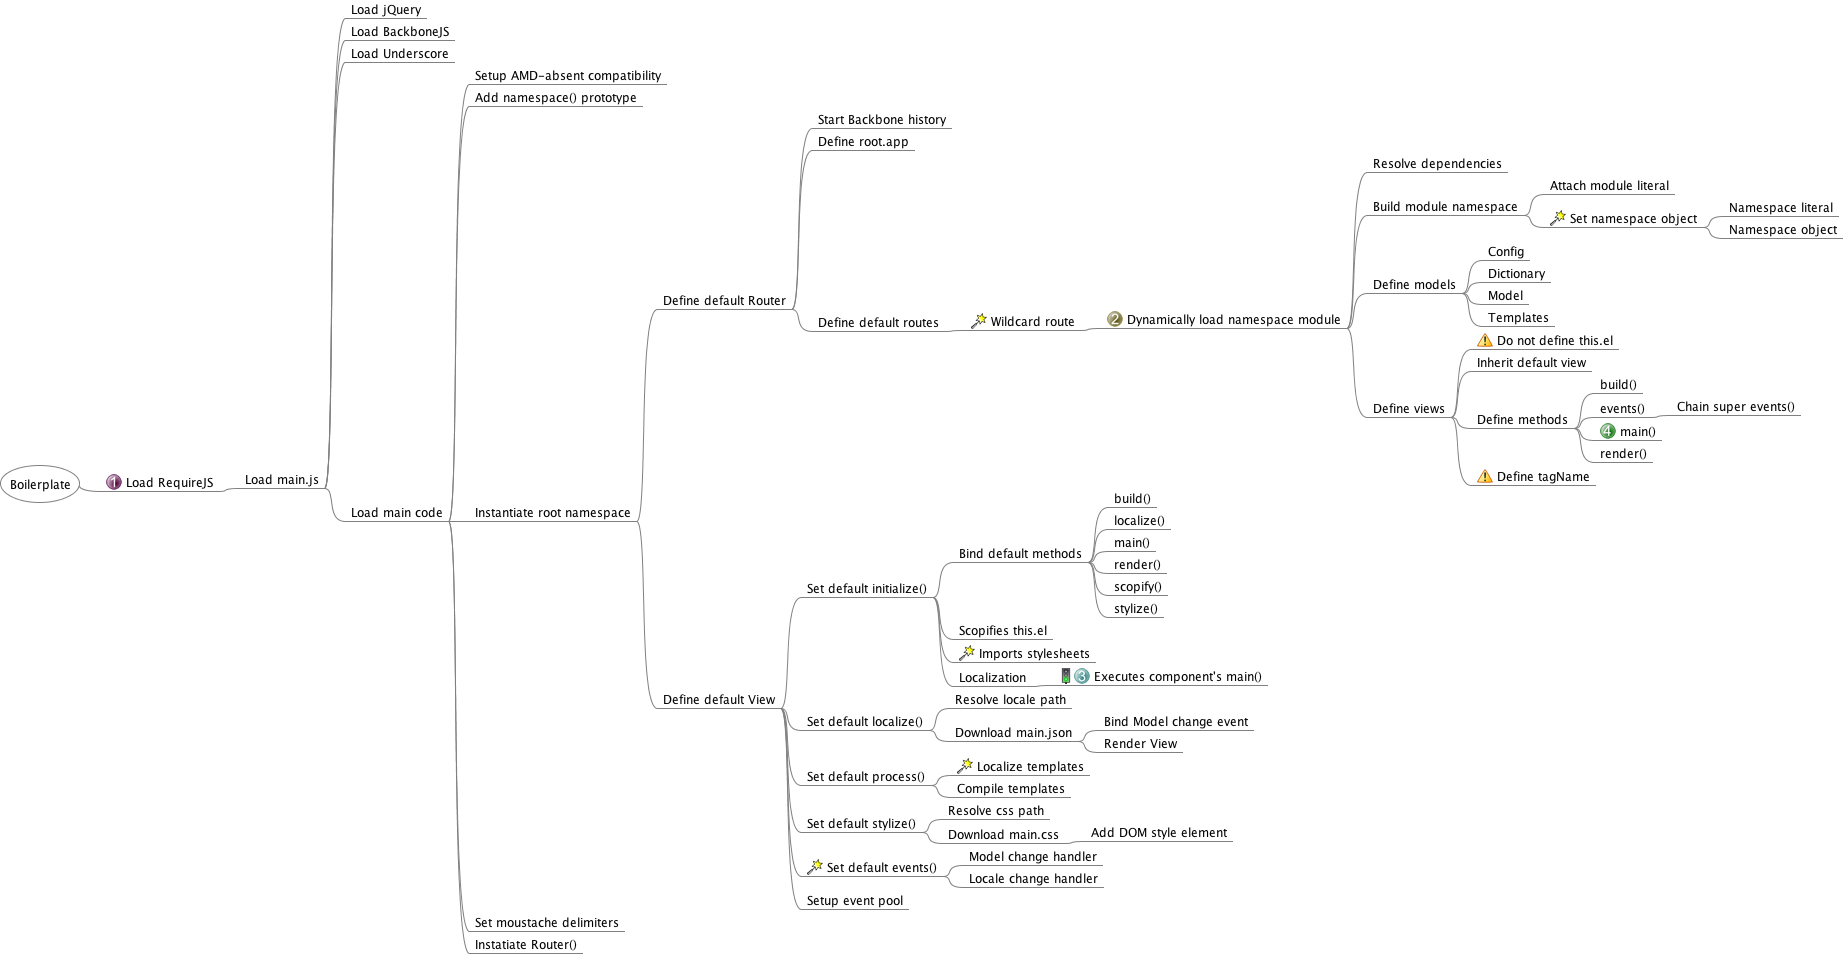 Load jQuery
Load BackboneJS
Load Underscore
Setup AMD-absent compatibility
Add namespace() prototype
Start Backbone history
Define root.app
Resolve dependencies
Attach module literal
Build module namespace
Namespace literal
Set namespace object
Namespace object
Config
Dictionary
Define models
Model
Define default Router
Templates
Define default routes
Wildcard route
2 Dynamically load namespace module
Do not define this.el
Inherit default view
build()
Define views
events()
Chain super events()
Define methods
4 main()
render()
Define tagName
Boilerplate
1 Load RequireJS
Load main.js
Load main code
Instantiate root namespace
build()
localize()
main()
Bind default methods
render()
scopify()
stylize()
Set default initialize()
Scopifies this.el
Imports stylesheets
Localization
3 Executes component's main()
Define default View
Resolve locale path
Set default localize()
Bind Model change event
Download main.json
Render View
Localize templates
Set default process()
Compile templates
Resolve css path
Set default stylize()
Download main.css
Add DOM style element
Model change handler
Set default events()
Locale change handler
Setup event pool
Set moustache delimiters
Instatiate Router()